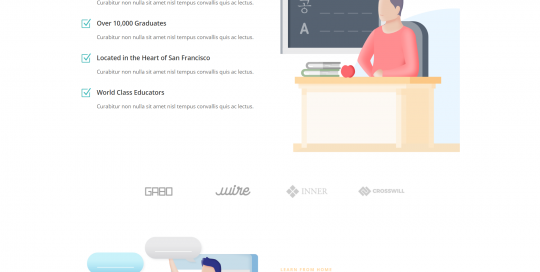 Curabitur non nulla sit amet nisl tempus convallis quis ac lectus.
Over 10,000 Graduates
Curabitur non nulla sit amet nisl tempus convallis quis ac lectus.
Located in the Heart of San Francisco
Curabitur non nulla sit amet nisl tempus convallis quis ac lectus.
World Class Educators
Curabitur non nulla sit amet nisl tempus convallis quis ac lectus.
A
GABO
wire
INNER
CROSSWILL
LEARN FROM HOME